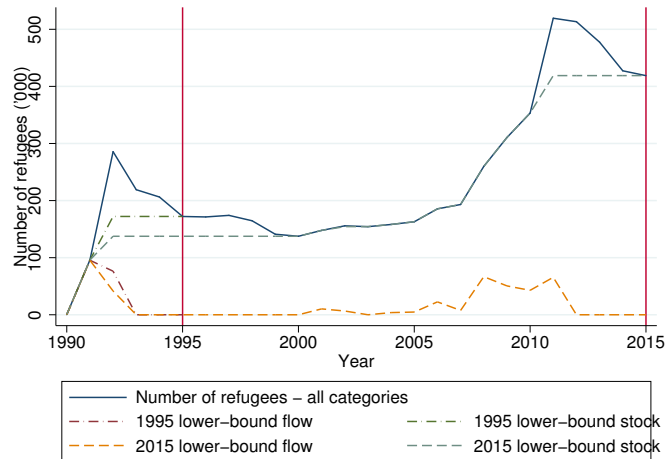 Number of refugees ('000)
500
400
300
200
100
0
1990 1995 2000 2005 2010 2015
Year
Number of refugees − all categories
1995 lower−bound flow 1995 lower−bound stock
2015 lower−bound flow 2015 lower−bound stock